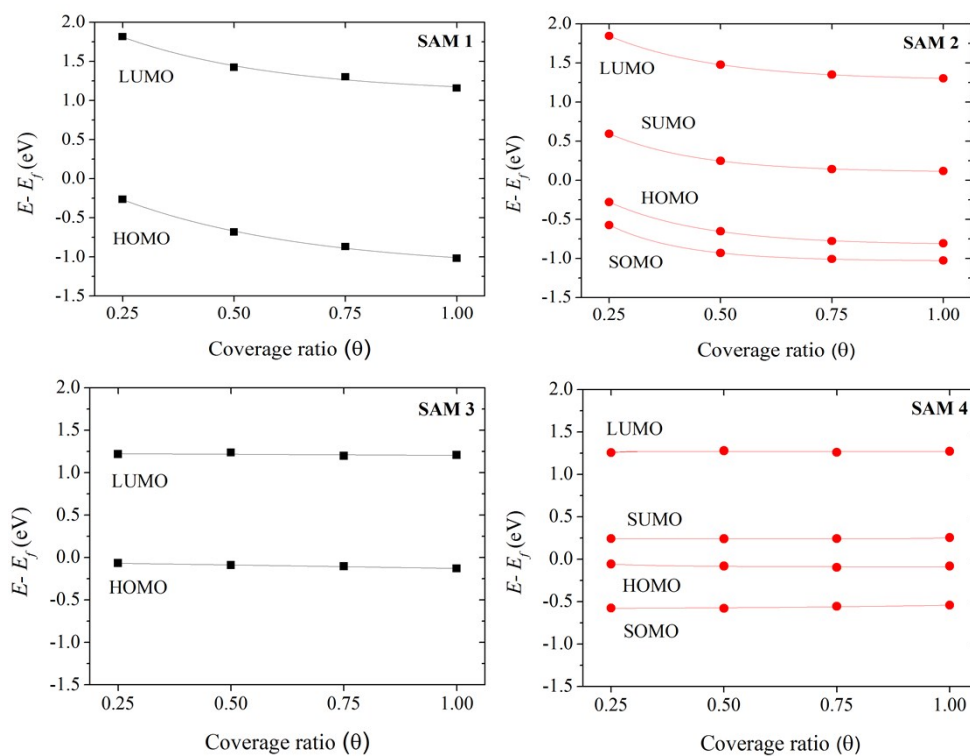 SAM 1
2.0
1.5
1.0
0.5
0.0
-0.5
-1.0
-1.5
LUMO
HOMO
E- E_f (eV)
0.25 0.50 0.75 1.00
Coverage ratio (θ)
SAM 2
2.0
1.5
1.0
0.5
0.0
-0.5
-1.0
-1.5
LUMO
SUMO
HOMO
SOMO
E- E_f (eV)
0.25 0.50 0.75 1.00
Coverage ratio (θ)
SAM 3
2.0
1.5
1.0
0.5
0.0
-0.5
-1.0
-1.5
LUMO
HOMO
E- E_f (eV)
0.25 0.50 0.75 1.00
Coverage ratio (θ)
SAM 4
2.0
1.5
1.0
0.5
0.0
-0.5
-1.0
-1.5
LUMO
SUMO
HOMO
SOMO
E- E_f (eV)
0.25 0.50 0.75 1.00
Coverage ratio (θ)